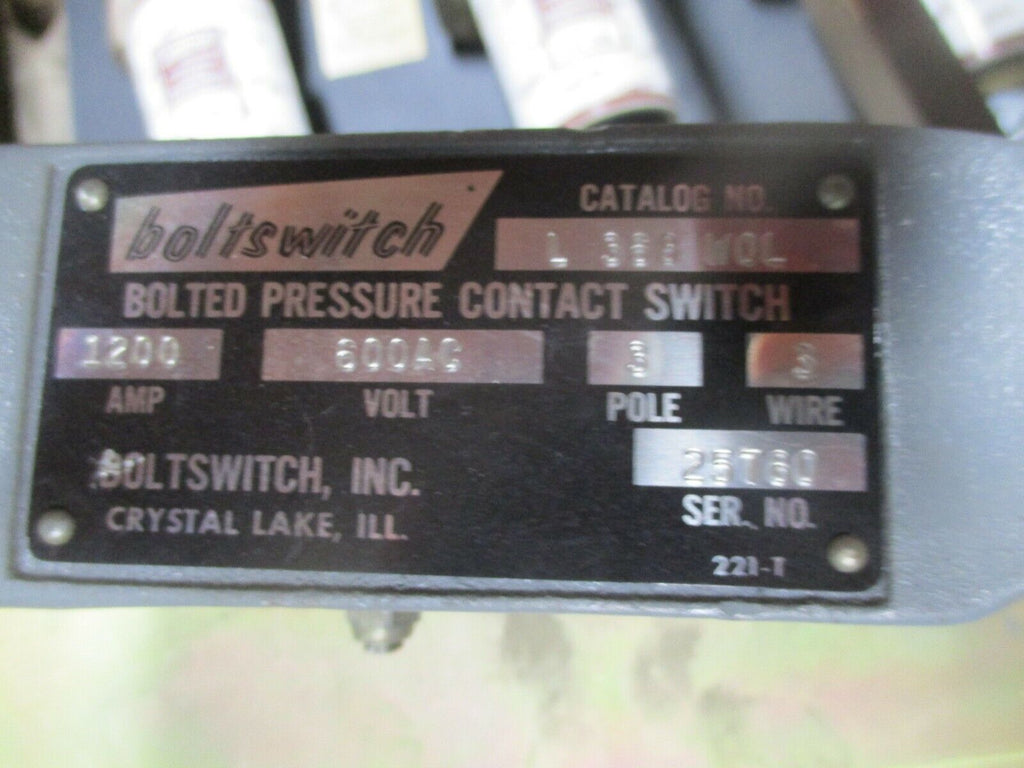 boltswitch
CATALOG NO.
L
BOLTED PRESSURE CONTACT SWITCH
1200 600AC 3 3
AMP VOLT POLE WIRE
BOLTSWITCH, INC.
CRYSTAL LAKE, ILL.
SER. NO.
221-T